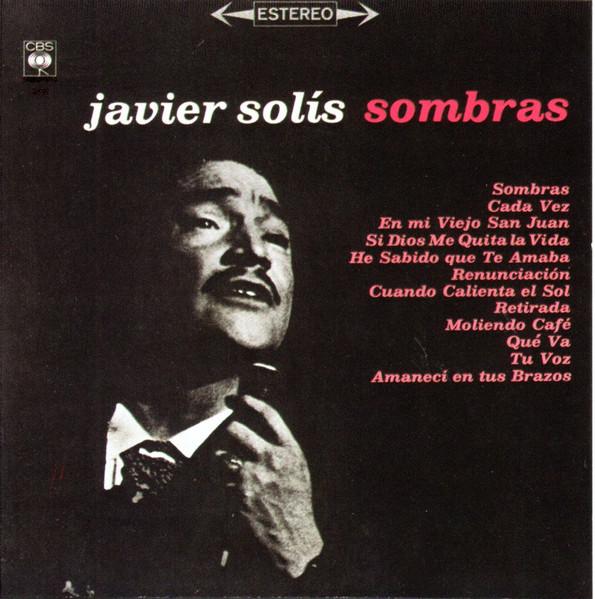 ESTEREO
CBS
javier solís sombras
Sombras
Cada Vez
En mi Viejo San Juan
Si Dios Me Quita la Vida
He Sabido que Te Amaba
Renunciación
Cuando Calienta el Sol
Retirada
Moliendo Café
Qué Va
Tu Voz
Amanecí en tus Brazos